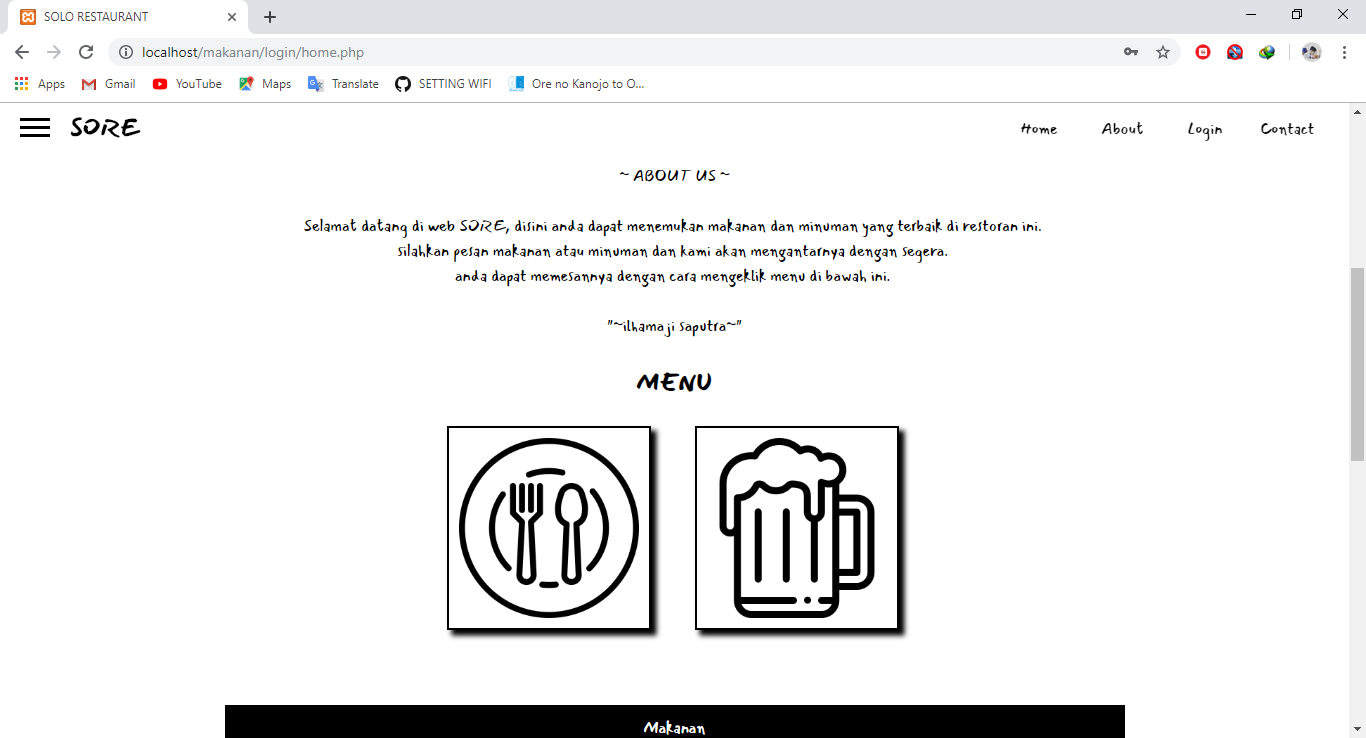 SOLO RESTAURANT
localhost/makanan/login/home.php
Apps Gmail YouTube Maps Translate SETTING WIFI Ore no Kanojo to O...
SORE Home About Login Contact
~ ABOUT US ~
Selamat datang di web SORE, disini anda dapat menemukan makanan dan minuman yang terbaik di restoran ini.
silahkan pesan makanan atau minuman dan kami akan mengantarnya dengan segera.
anda dapat memesannya dengan cara mengeklik menu di bawah ini.
"~ilhamaji saputra~"
MENU
Makanan